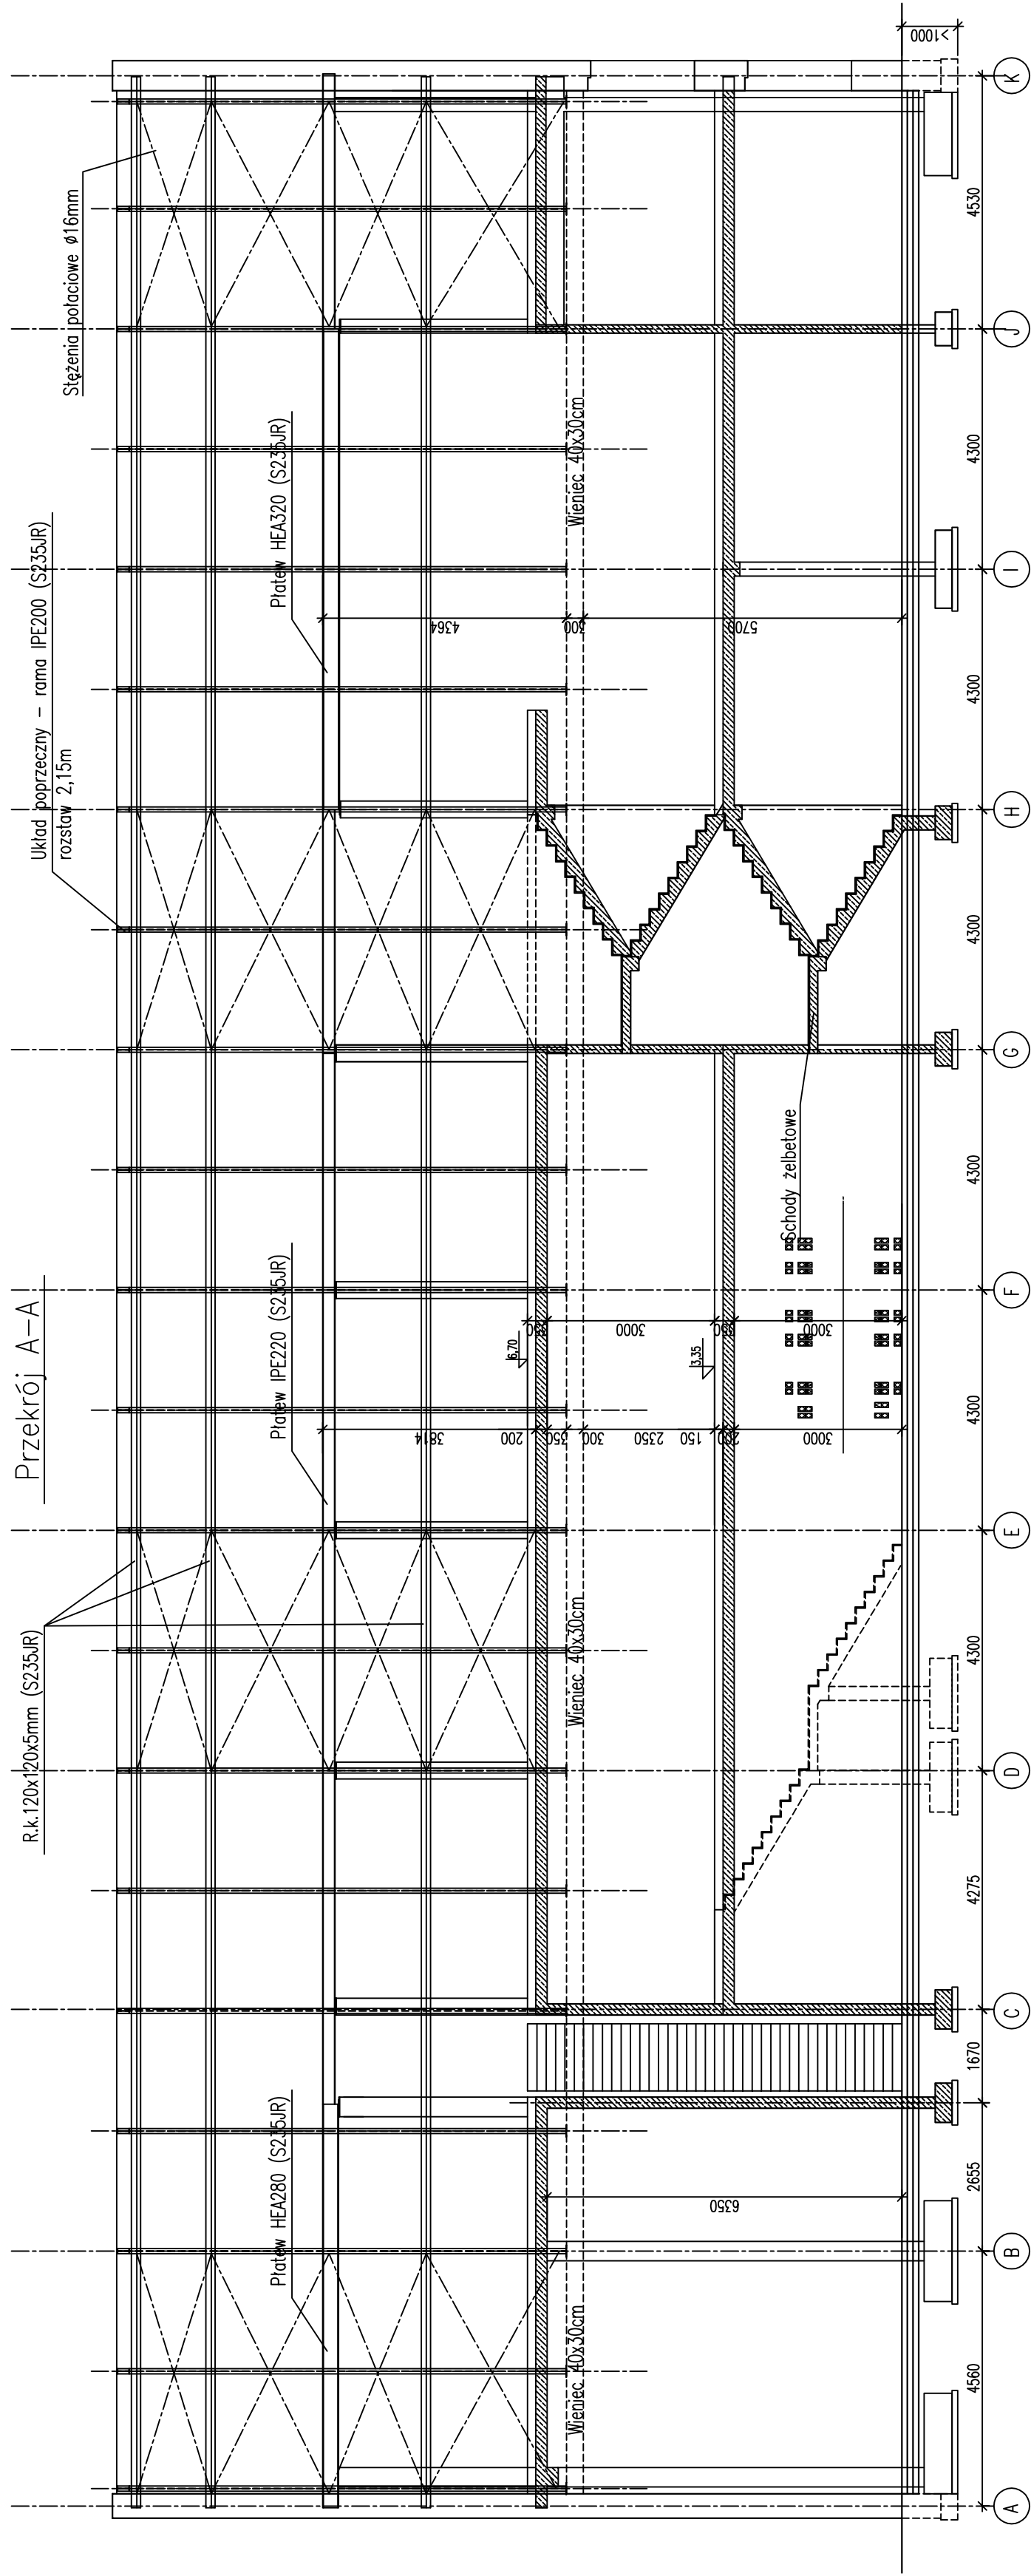 Przekrój A-A
R.k.120x120x5mm (S235JR)
Układ poprzeczny - rama IPE200 (S235JR)
rozstaw 2,15m
Stężenia połaciowe ø16mm
Płatew HEA280 (S235JR)
Płatew IPE220 (S235JR)
Płatew HEA320 (S235JR)
Wieniec 40x30cm
Wieniec 40x30cm
Wieniec 40x30cm
Schody żelbetowe
6,70
3,35
6350
3814
200
350
300
2350
150
3000
3000
3000
4364
300
5700
>1000
4560
2655
1670
4275
4300
4300
4300
4300
4300
4300
4530
A
B
C
D
E
F
G
H
I
J
K